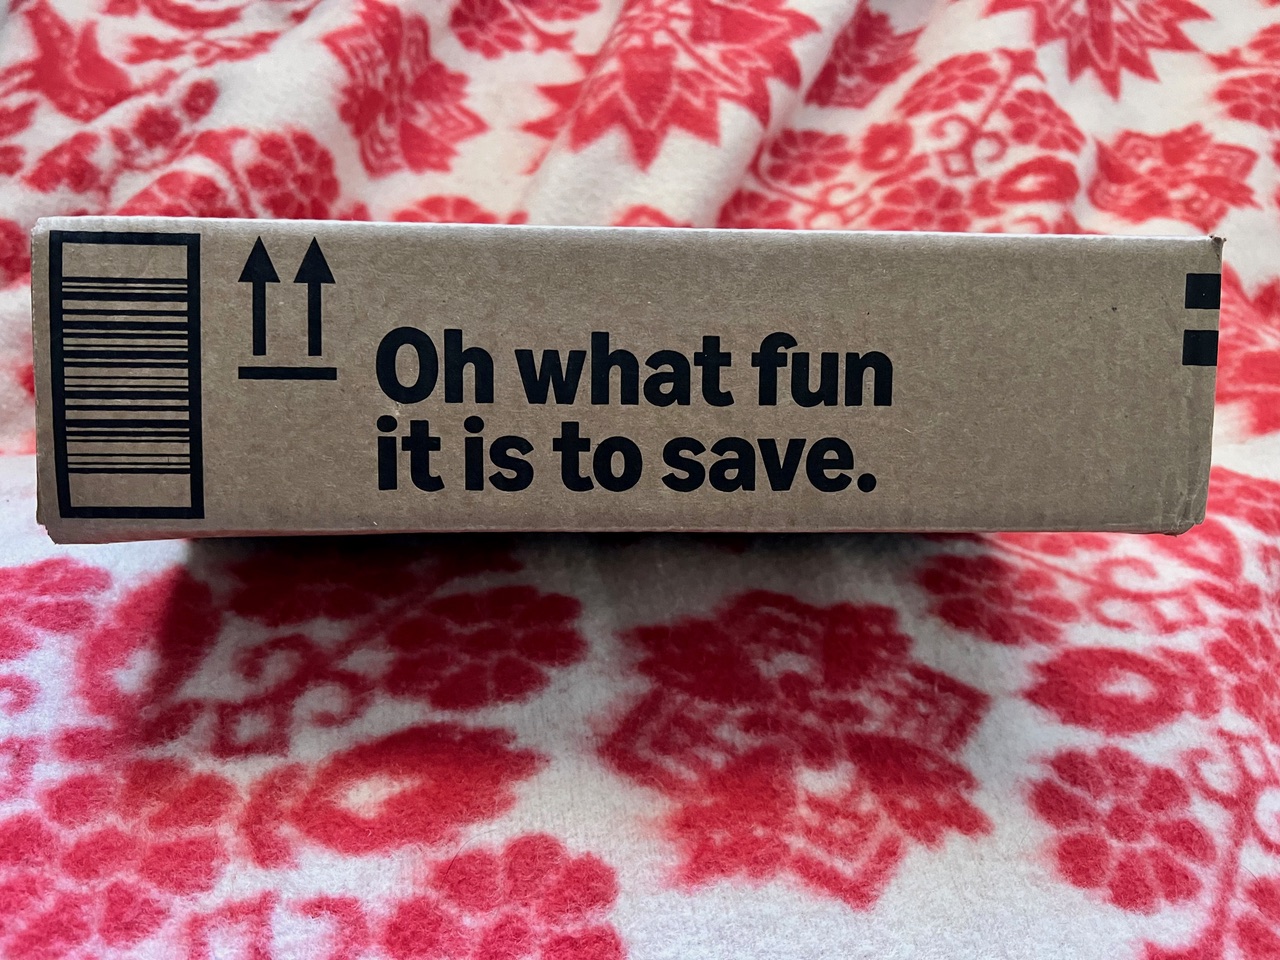 Oh what fun
it is to save.